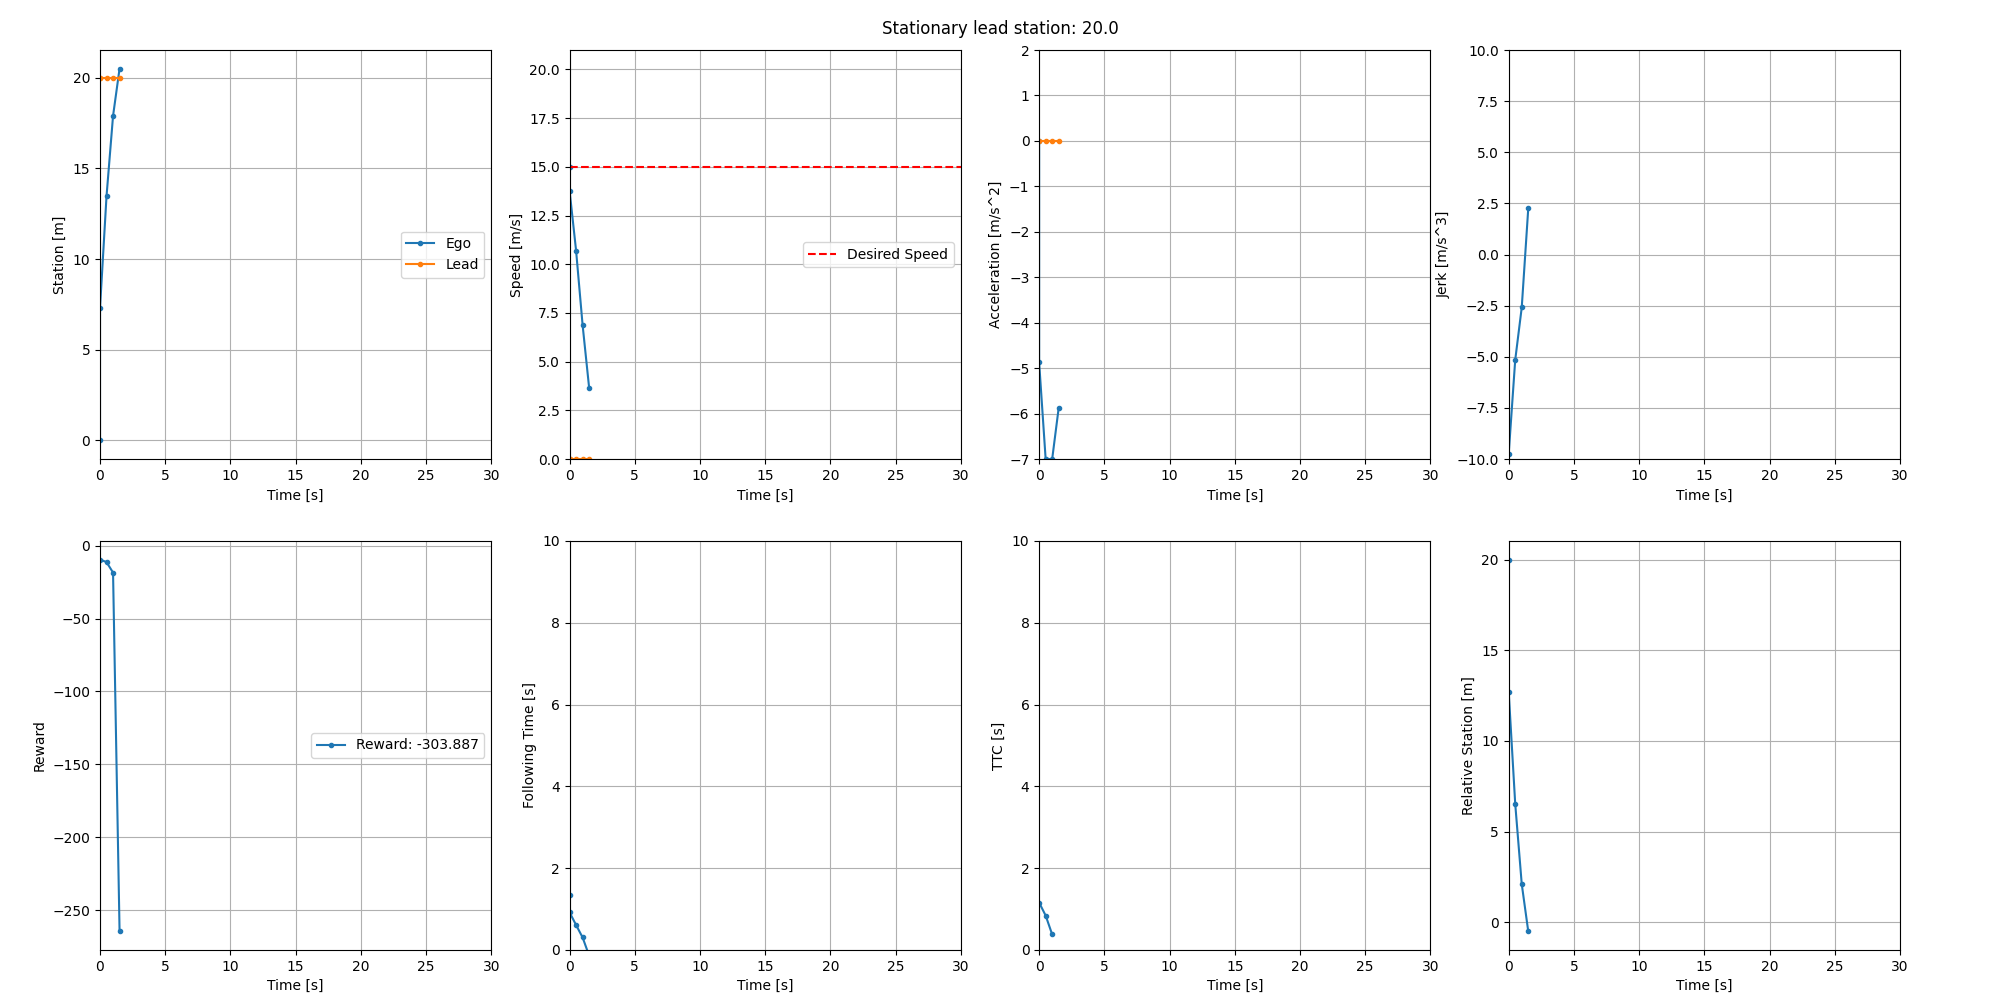 Stationary lead station: 20.0
Station [m]
20
15
10
5
0
Ego
Lead
0 5 10 15 20 25 30
Time [s]
Speed [m/s]
20.0
17.5
15.0
12.5
10.0
7.5
5.0
2.5
0.0
Desired Speed
0 5 10 15 20 25 30
Time [s]
Acceleration [m/s^2]
2
1
0
−1
−2
−3
−4
−5
−6
−7
0 5 10 15 20 25 30
Time [s]
Jerk [m/s^3]
10.0
7.5
5.0
2.5
0.0
−2.5
−5.0
−7.5
−10.0
0 5 10 15 20 25 30
Time [s]
Reward
0
−50
−100
−150
−200
−250
Reward: -303.887
0 5 10 15 20 25 30
Time [s]
Following Time [s]
10
8
6
4
2
0
0 5 10 15 20 25 30
Time [s]
TTC [s]
10
8
6
4
2
0
0 5 10 15 20 25 30
Time [s]
Relative Station [m]
20
15
10
5
0
0 5 10 15 20 25 30
Time [s]